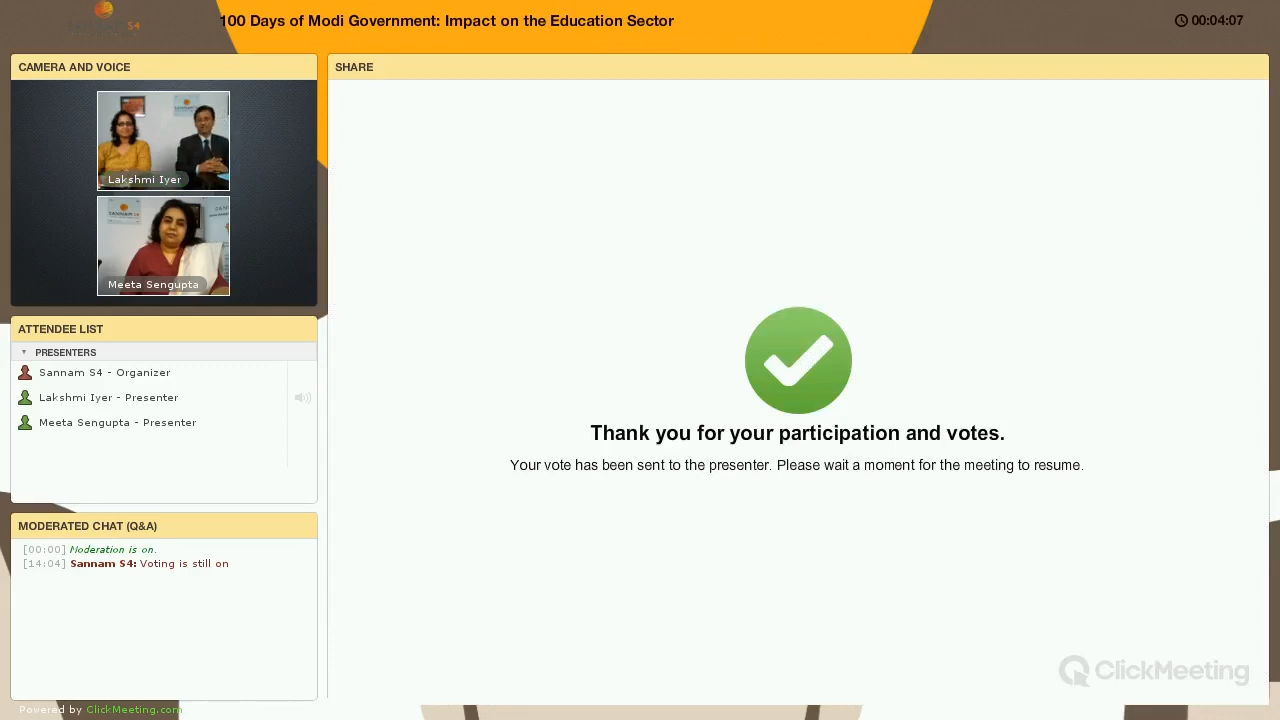 S4
100 Days of Modi Government: Impact on the Education Sector
00:04:07
CAMERA AND VOICE
SHARE
Lakshmi Iyer
SANNAM S4
Meeta Sengupta
ATTENDEE LIST
PRESENTERS
Sannam S4 - Organizer
Lakshmi Iyer - Presenter
Meeta Sengupta - Presenter
Thank you for your participation and votes.
Your vote has been sent to the presenter. Please wait a moment for the meeting to resume.
MODERATED CHAT (Q&A)
[00:00] Moderation is on.
[14:04] Sannam S4: Voting is still on
ClickMeeting
Powered by ClickMeeting.com